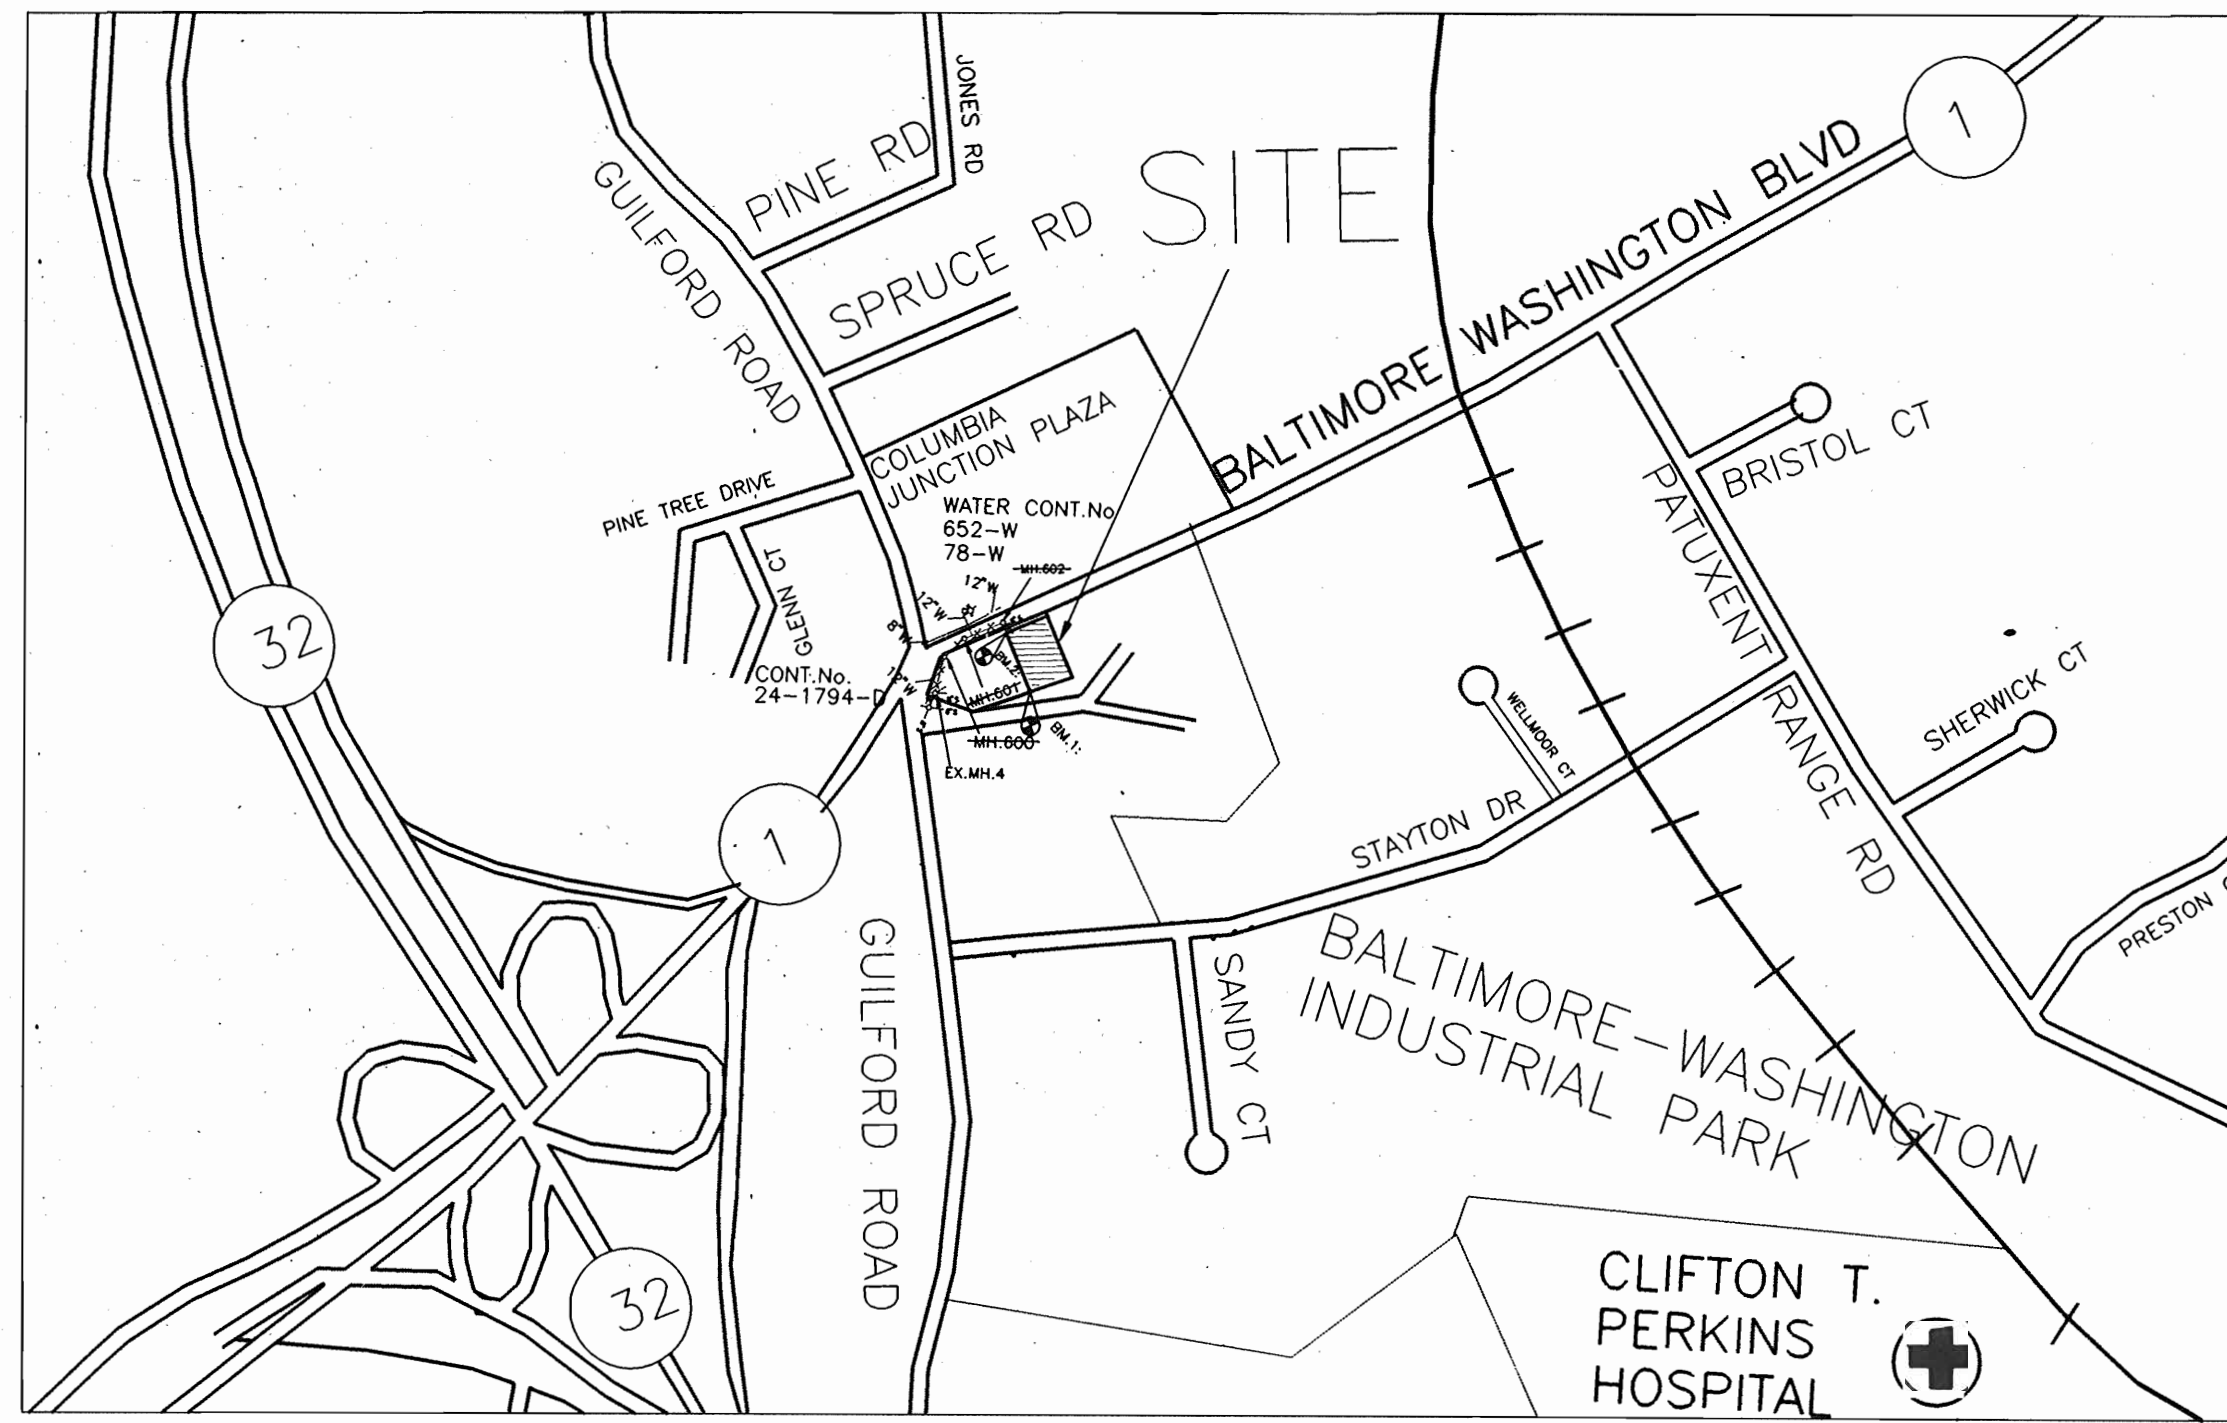 JONES RD
1
PINE RD
GUILFORD ROAD
SITE
SPRUCE RD
BALTIMORE WASHINGTON BLVD
COLUMBIA
JUNCTION PLAZA
BRISTOL CT
PINE TREE DRIVE
WATER CONT.No
652-W
78-W
PATUXENT
RANGE RD
GLENN CT
MH.602
12"W
12"W
8"W
32
BM.2
CONT.No.
24-1794-D
12"W
MH.601
MH.600
BM.1:
EX.MH.4
WELLMOOR CT
SHERWICK CT
STAYTON DR
1
PRESTON
GUILFORD ROAD
SANDY CT
BALTIMORE-WASHINGTON
INDUSTRIAL PARK
32
CLIFTON T.
PERKINS
HOSPITAL